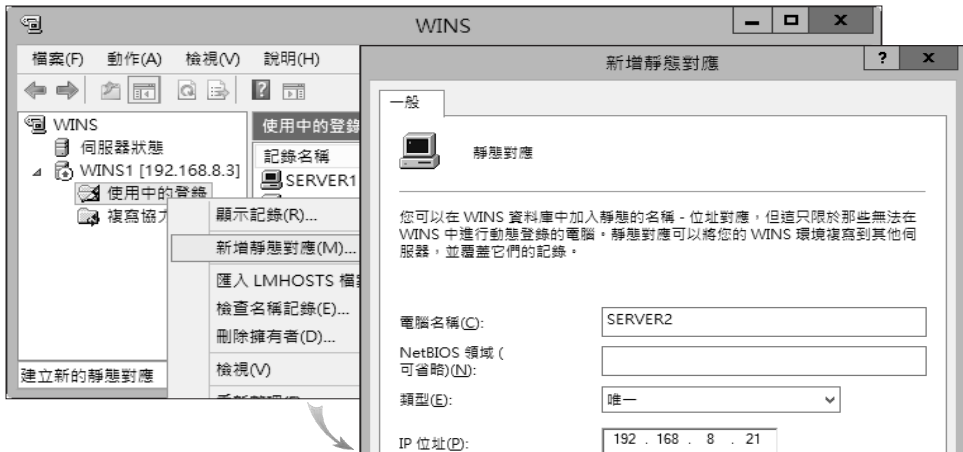 WINS
檔案(F) 動作(A) 檢視(V) 說明(H)
WINS
伺服器狀態
WINS1 [192.168.8.3]
使用中的登錄
複寫協力
使用中的登錄
記錄名稱
SERVER1
顯示記錄(R)...
新增靜態對應(M)...
匯入 LMHOSTS 檔
檢查名稱記錄(E)...
刪除擁有者(D)...
檢視(V)
建立新的靜態對應
新增靜態對應
一般
靜態對應
您可以在 WINS 資料庫中加入靜態的名稱 - 位址對應，但這只限於那些無法在
WINS 中進行動態登錄的電腦。靜態對應可以將您的 WINS 環境複寫到其他伺
服器，並覆蓋它們的記錄。
電腦名稱(C): SERVER2
NetBIOS 領域 (
可省略)(N):
類型(E): 唯一
IP 位址(P): 192 . 168 . 8 . 21